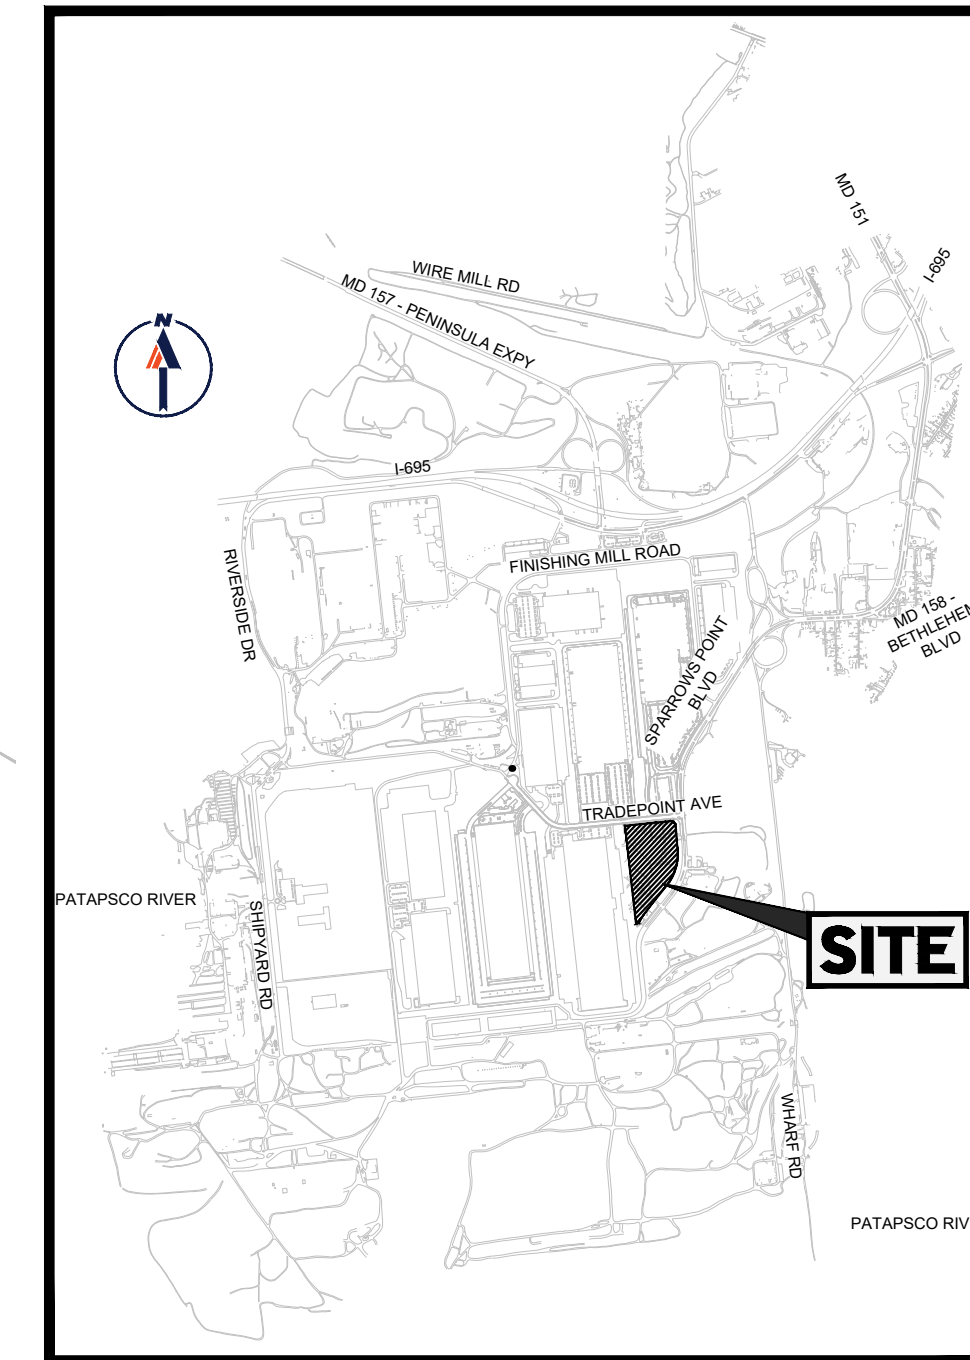 MD 151
I-695
WIRE MILL RD
MD 157 - PENINSULA EXPY
N
I-695
FINISHING MILL ROAD
RIVERSIDE DR
MD 158 -
BETHLEHEM
BLVD
SPARROWS POINT
BLVD
TRADEPOINT AVE
PATAPSCO RIVER
SHIPYARD RD
SITE
WHARF RD
PATAPSCO RIV